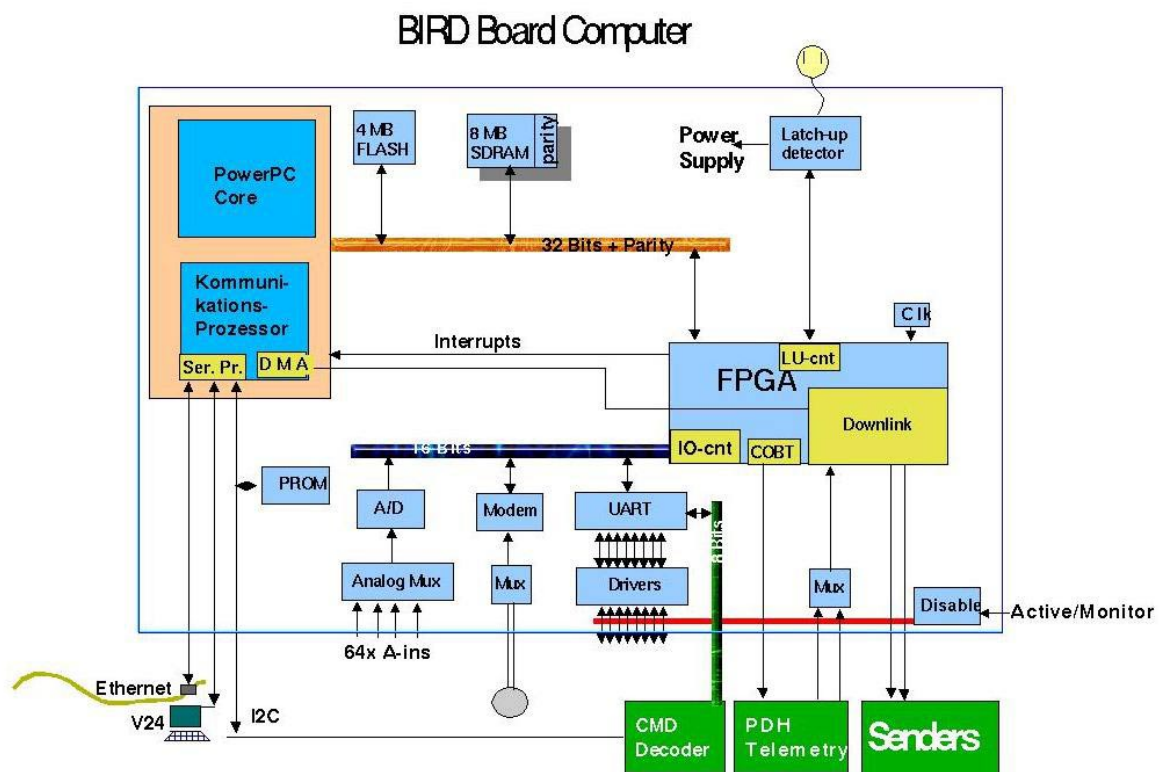 BIRD Board Computer
PowerPC
Core
4 MB
FLASH
8 MB
SDRAM
parity
Power
Supply
Latch-up
detector
32 Bits + Parity
Kommuni-
kations-
Prozessor
Ser. Pr.
DMA
Interrupts
Clk
LU-cnt
FPGA
Downlink
IO-cnt
COBT
16 Bits
PROM
A/D
Modem
UART
8 Bits
Analog Mux
Mux
Drivers
Mux
Disable
Active/Monitor
64x A-ins
Ethernet
V24
I2C
CMD
Decoder
PDH
Telemetry
Senders